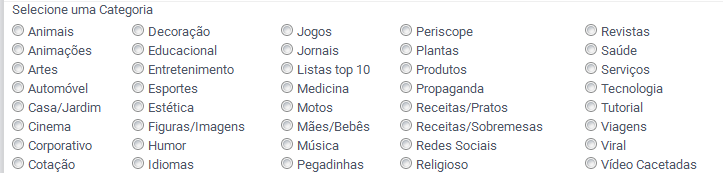 Selecione uma Categoria
Animais Decoração Jogos Periscope Revistas
Animações Educacional Jornais Plantas Saúde
Artes Entretenimento Listas top 10 Produtos Serviços
Automóvel Esportes Medicina Propaganda Tecnologia
Casa/Jardim Estética Motos Receitas/Pratos Tutorial
Cinema Figuras/Imagens Mães/Bebês Receitas/Sobremesas Viagens
Corporativo Humor Música Redes Sociais Viral
Cotação Idiomas Pegadinhas Religioso Vídeo Cacetadas